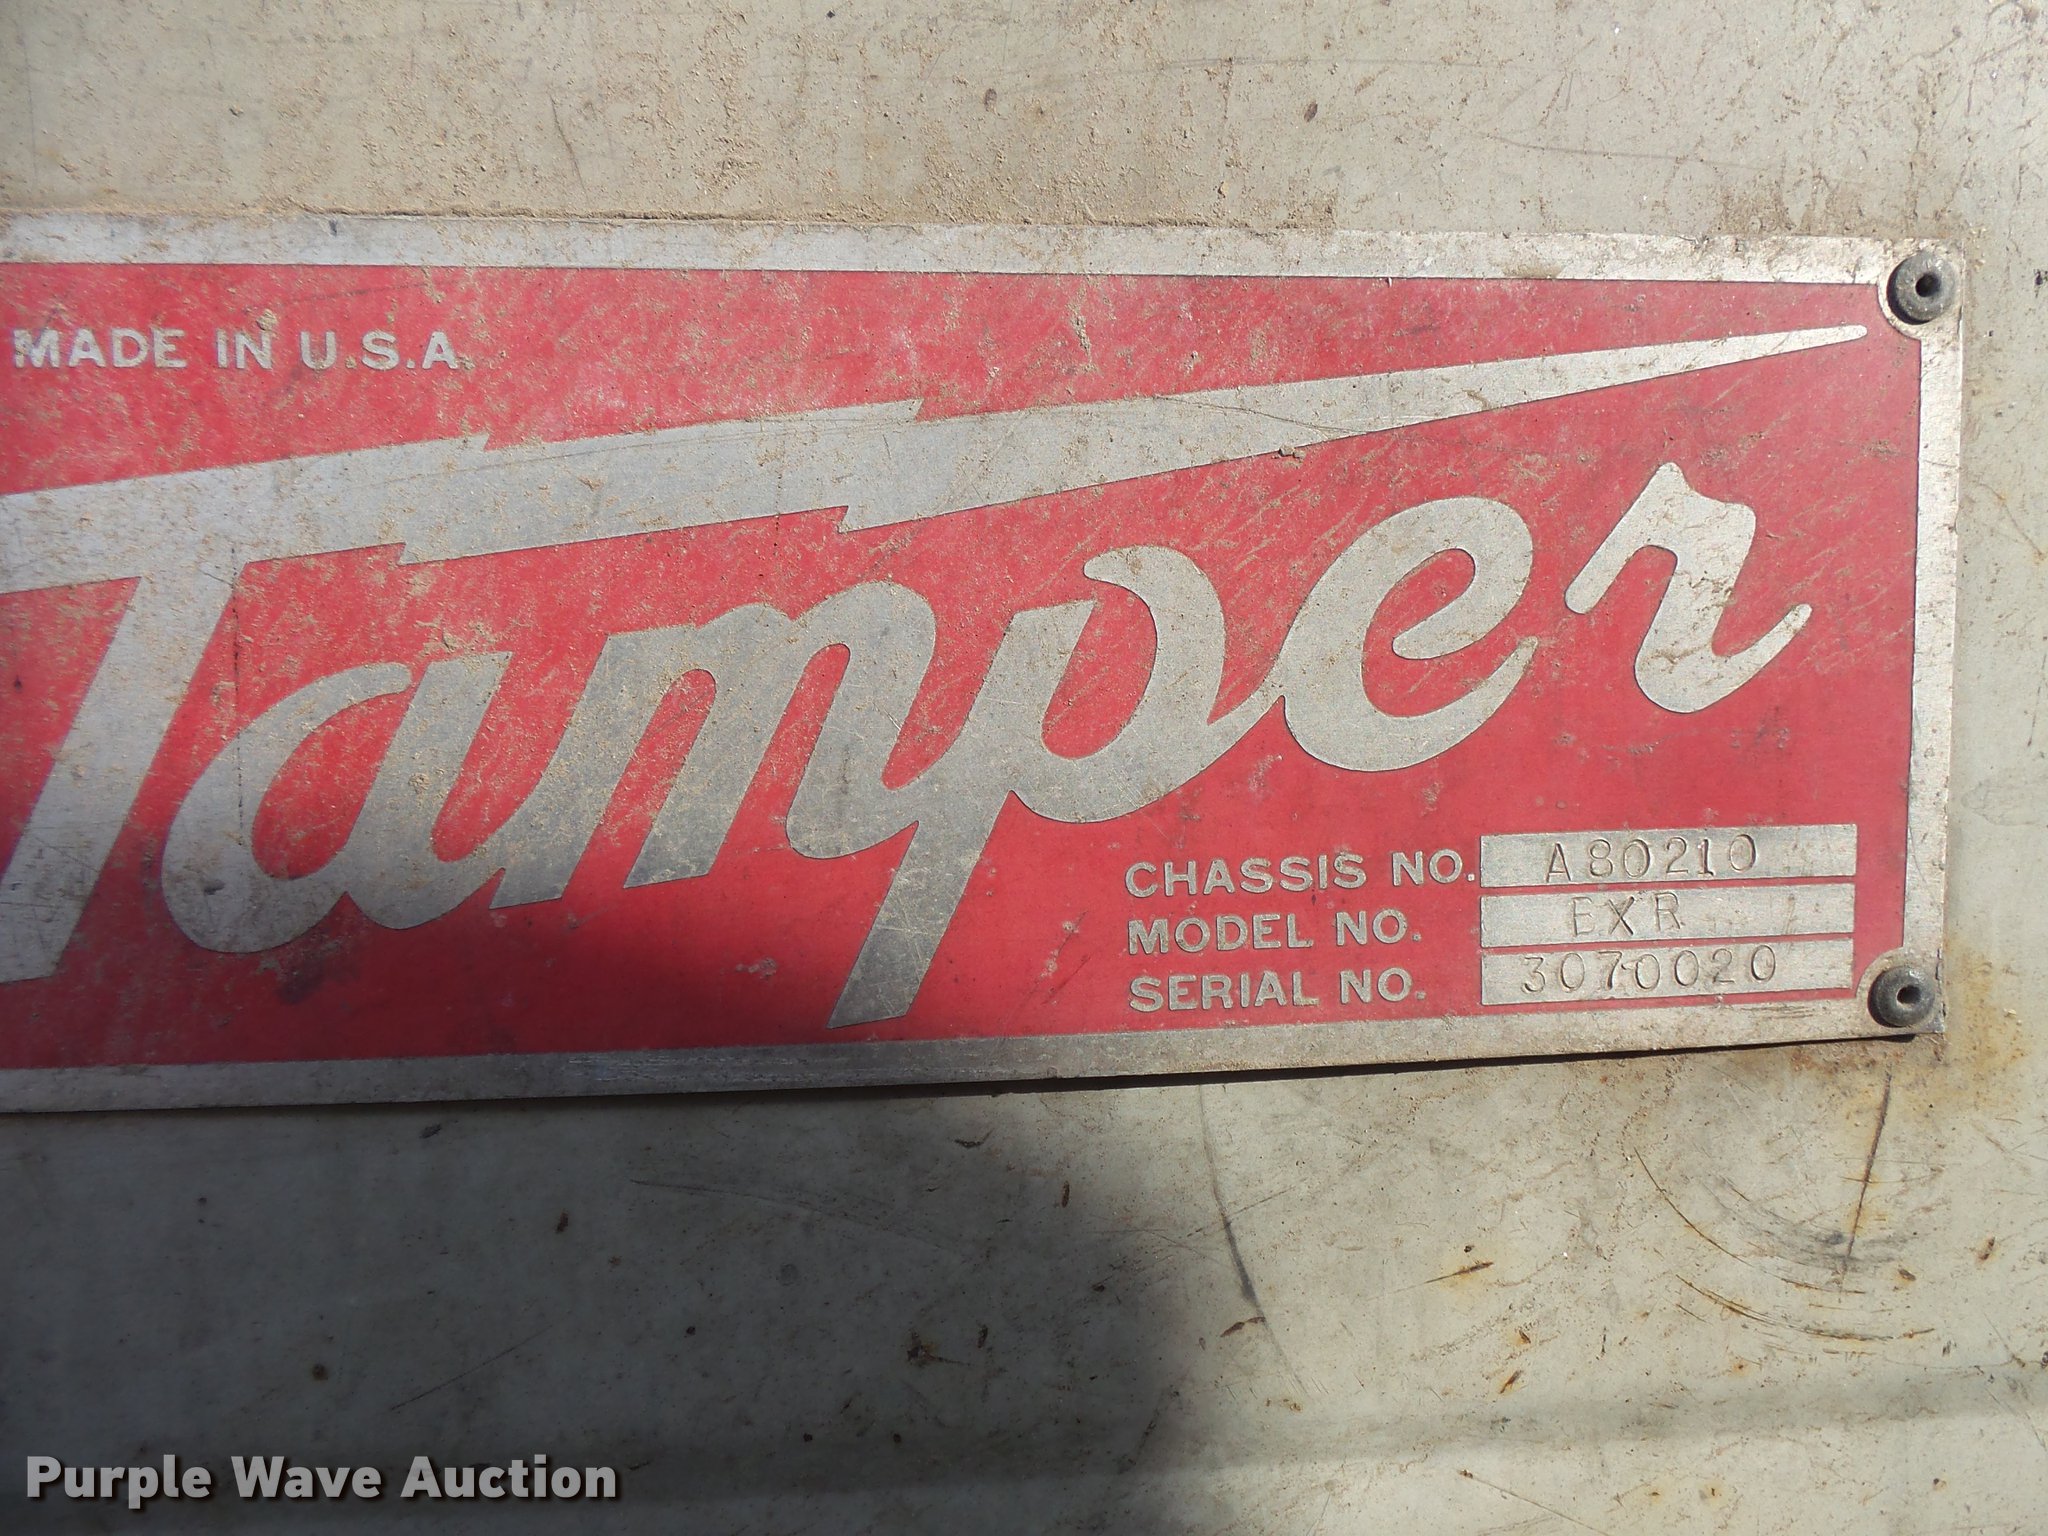 MADE IN U.S.A.
Tamper
CHASSIS NO. A80210
MODEL NO. EXR
SERIAL NO. 3070020
Purple Wave Auction